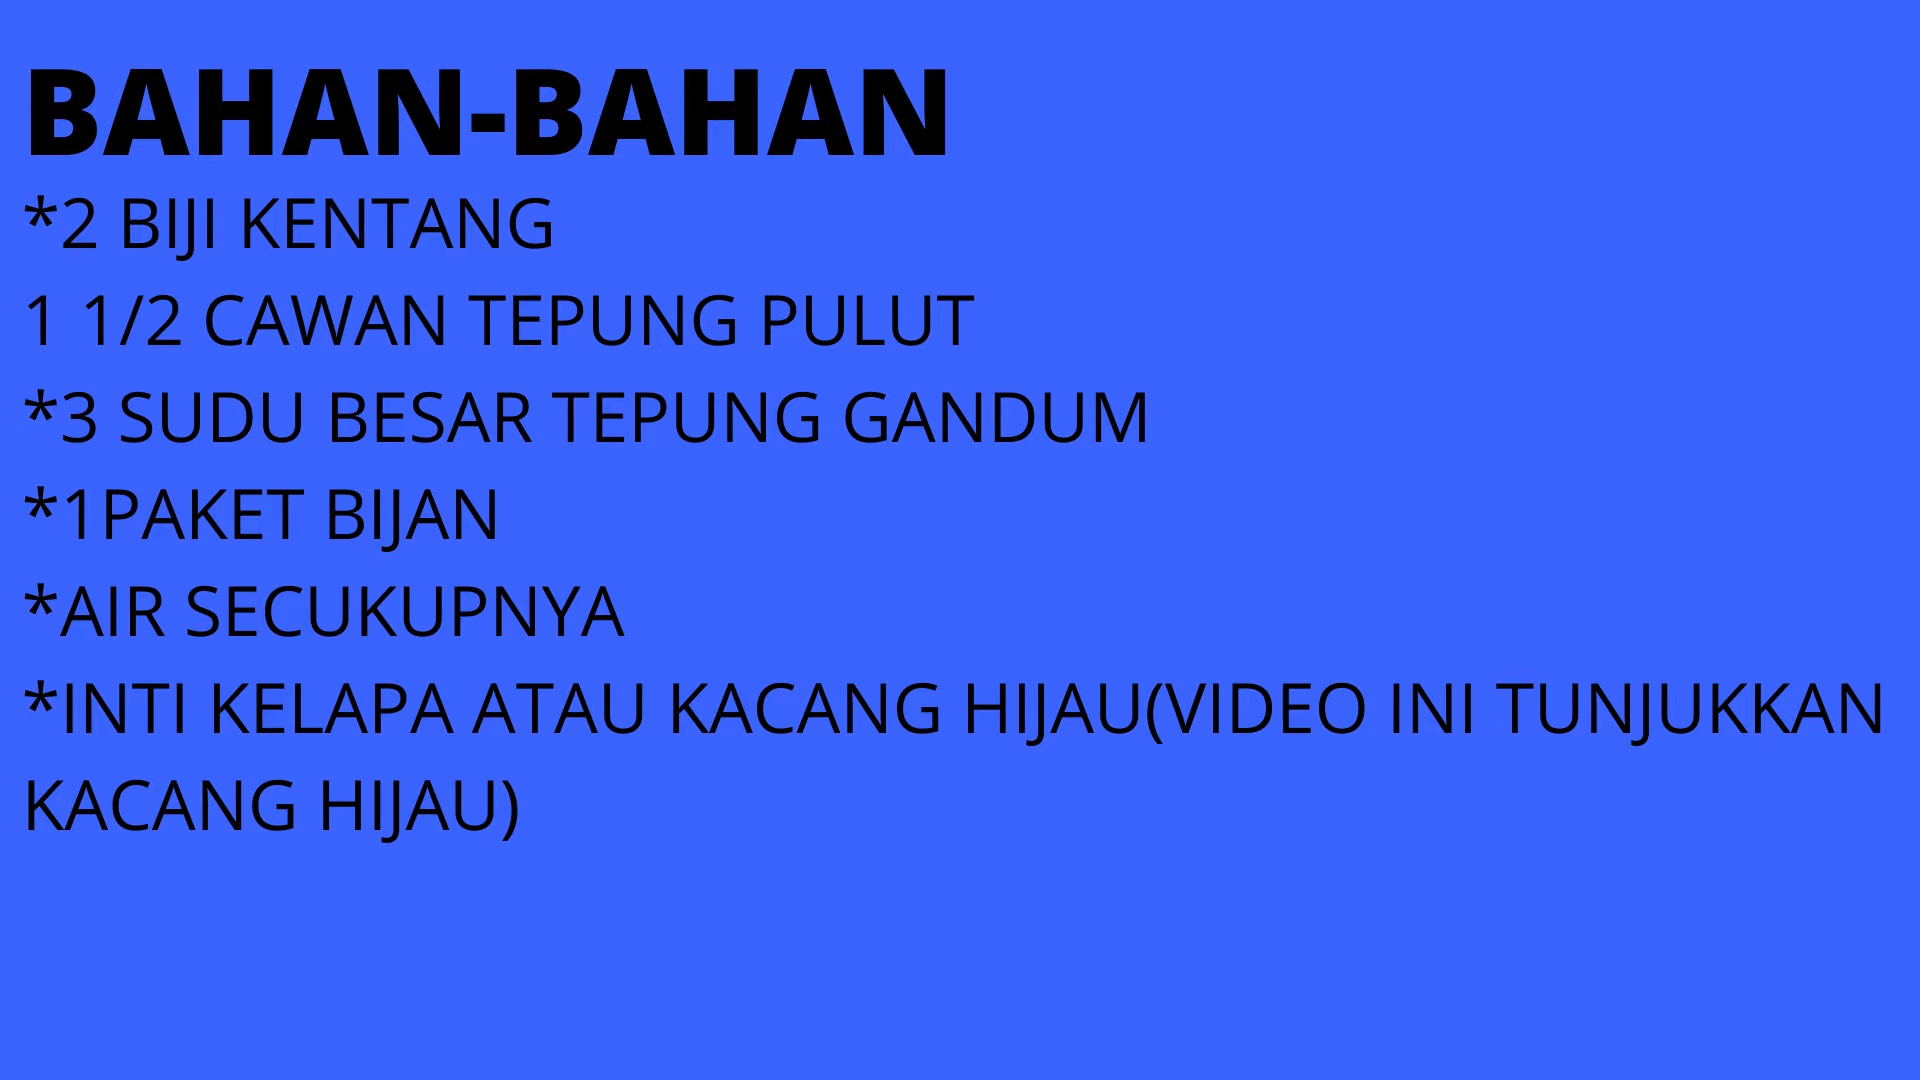 BAHAN-BAHAN
*2 BIJI KENTANG
1 1/2 CAWAN TEPUNG PULUT
*3 SUDU BESAR TEPUNG GANDUM
*1PAKET BIJAN
*AIR SECUKUPNYA
*INTI KELAPA ATAU KACANG HIJAU(VIDEO INI TUNJUKKAN
KACANG HIJAU)